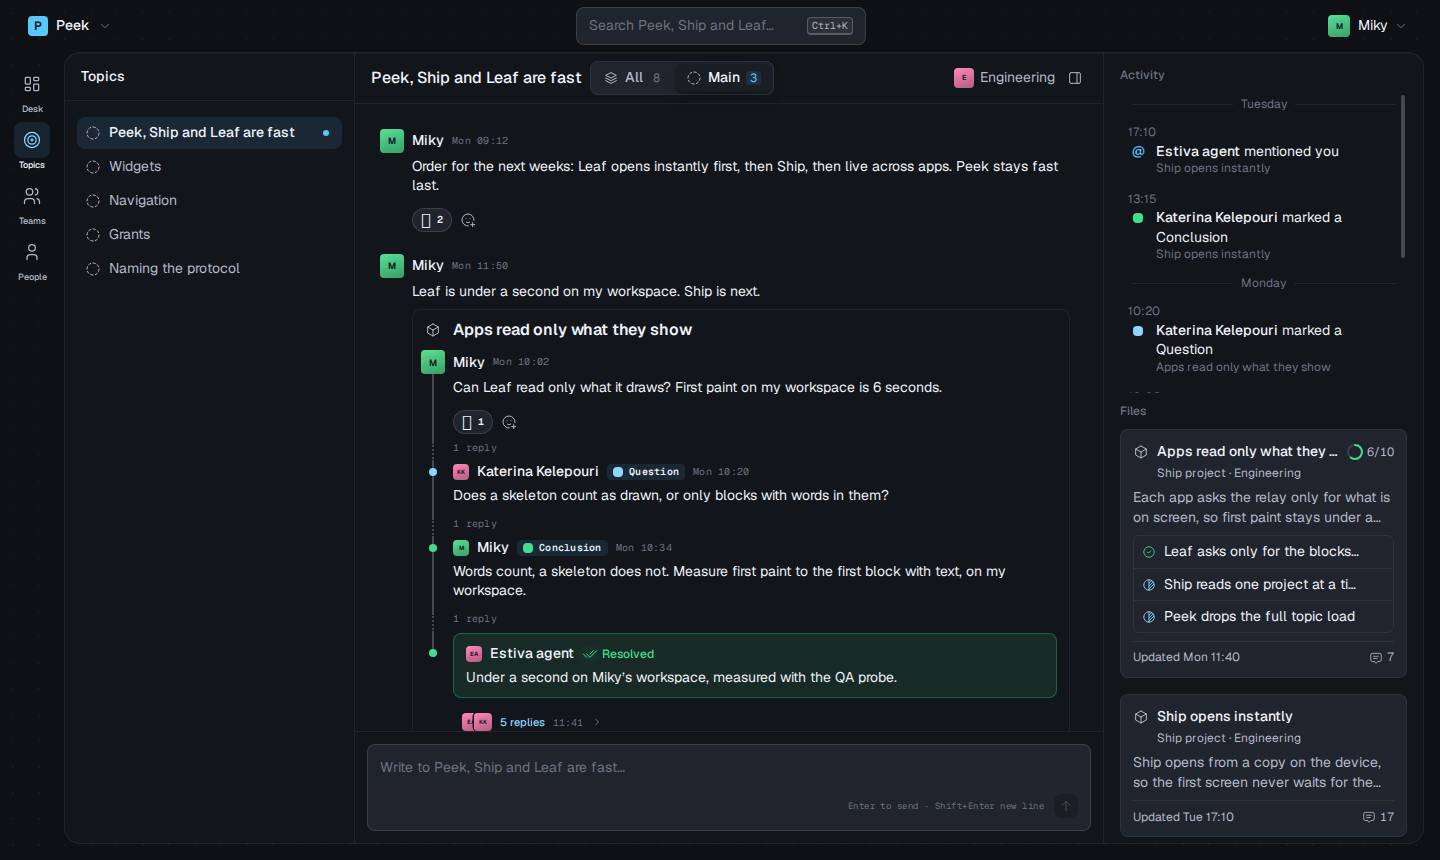 P Peek
Search Peek, Ship and Leaf... Ctrl+K
M Miky
Desk
Topics
Teams
People
Topics
Peek, Ship and Leaf are fast
Widgets
Navigation
Grants
Naming the protocol
Peek, Ship and Leaf are fast All 8 Main 3
E Engineering
M Miky Mon 09:12
Order for the next weeks: Leaf opens instantly first, then Ship, then live across apps. Peek stays fast
last.
2
M Miky Mon 11:50
Leaf is under a second on my workspace. Ship is next.
Apps read only what they show
M Miky Mon 10:02
Can Leaf read only what it draws? First paint on my workspace is 6 seconds.
1
1 reply
KK Katerina Kelepouri Question Mon 10:20
Does a skeleton count as drawn, or only blocks with words in them?
1 reply
M Miky Conclusion Mon 10:34
Words count, a skeleton does not. Measure first paint to the first block with text, on my
workspace.
1 reply
EA Estiva agent Resolved
Under a second on Miky's workspace, measured with the QA probe.
KK 5 replies 11:41
Write to Peek, Ship and Leaf are fast...
Enter to send · Shift+Enter new line
Activity
Tuesday
17:10
@ Estiva agent mentioned you
Ship opens instantly
13:15
Katerina Kelepouri marked a
Conclusion
Ship opens instantly
Monday
10:20
Katerina Kelepouri marked a
Question
Apps read only what they show
Files
Apps read only what they ... 6/10
Ship project · Engineering
Each app asks the relay only for what is
on screen, so first paint stays under a...
Leaf asks only for the blocks...
Ship reads one project at a ti...
Peek drops the full topic load
Updated Mon 11:40 7
Ship opens instantly
Ship project · Engineering
Ship opens from a copy on the device,
so the first screen never waits for the...
Updated Tue 17:10 17